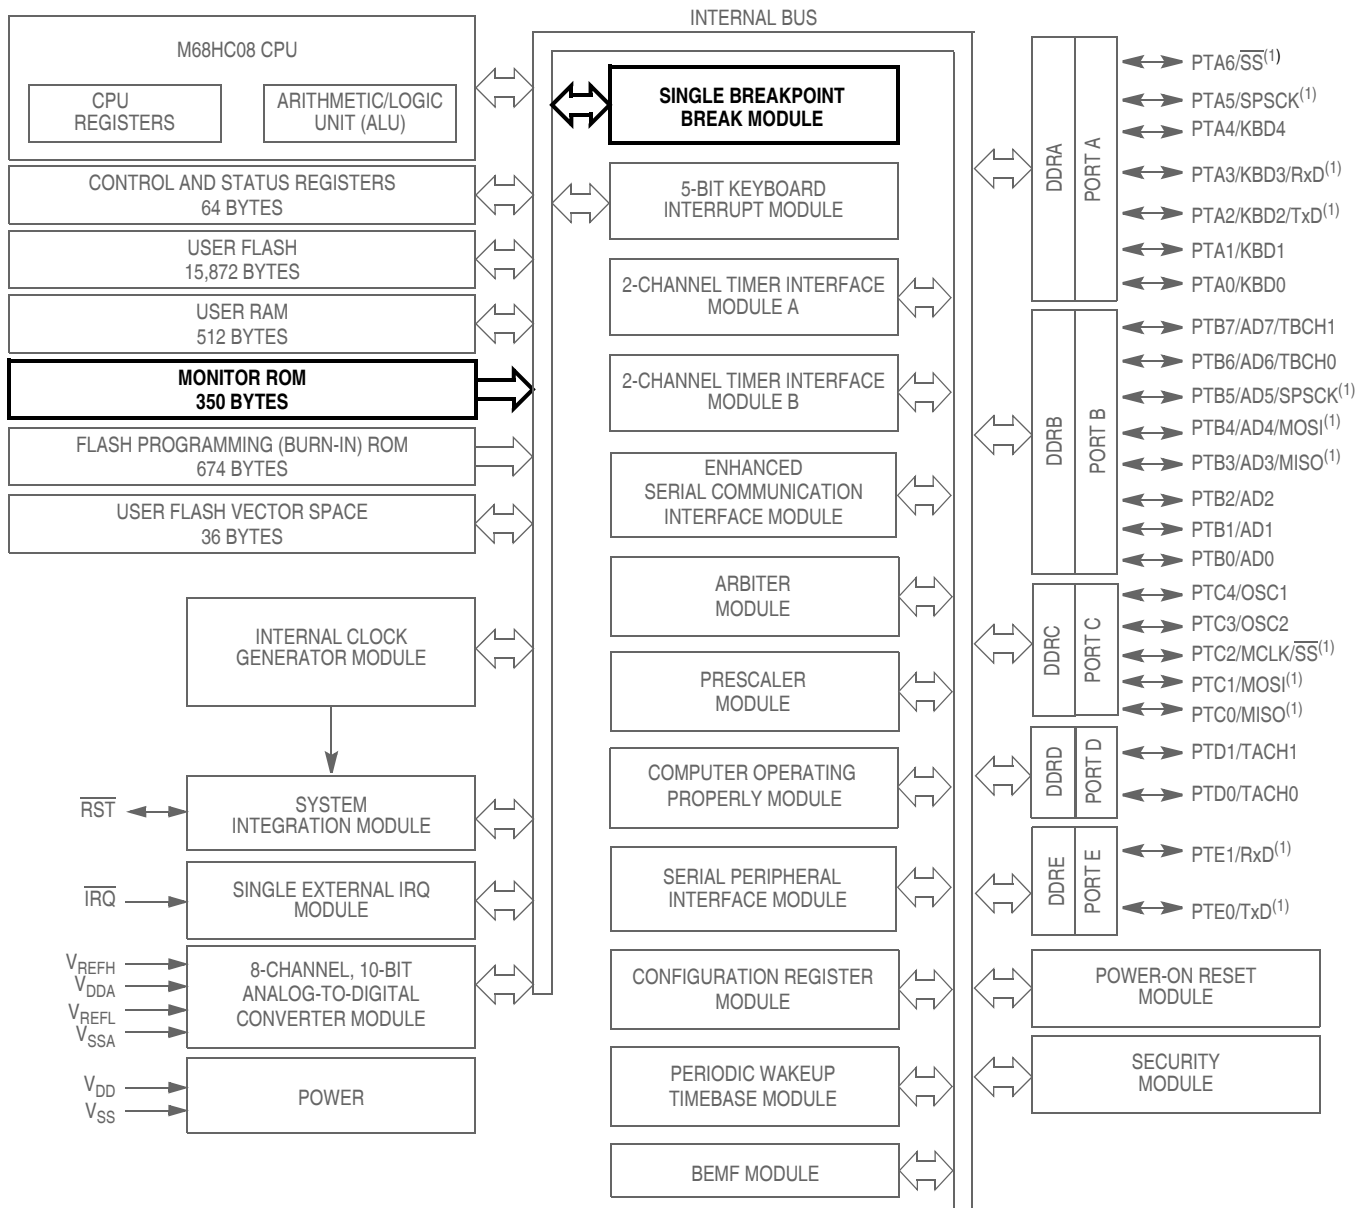 INTERNAL BUS
M68HC08 CPU
CPU
REGISTERS
ARITHMETIC/LOGIC
UNIT (ALU)
CONTROL AND STATUS REGISTERS
64 BYTES
USER FLASH
15,872 BYTES
USER RAM
512 BYTES
MONITOR ROM
350 BYTES
FLASH PROGRAMMING (BURN-IN) ROM
674 BYTES
USER FLASH VECTOR SPACE
36 BYTES
INTERNAL CLOCK
GENERATOR MODULE
RST
SYSTEM
INTEGRATION MODULE
IRQ
SINGLE EXTERNAL IRQ
MODULE
VREFH
VDDA
VREFL
VSSA
8-CHANNEL, 10-BIT
ANALOG-TO-DIGITAL
CONVERTER MODULE
VDD
VSS
POWER
SINGLE BREAKPOINT
BREAK MODULE
5-BIT KEYBOARD
INTERRUPT MODULE
2-CHANNEL TIMER INTERFACE
MODULE A
2-CHANNEL TIMER INTERFACE
MODULE B
ENHANCED
SERIAL COMMUNICATION
INTERFACE MODULE
ARBITER
MODULE
PRESCALER
MODULE
COMPUTER OPERATING
PROPERLY MODULE
SERIAL PERIPHERAL
INTERFACE MODULE
CONFIGURATION REGISTER
MODULE
PERIODIC WAKEUP
TIMEBASE MODULE
BEMF MODULE
DDRA
PORT A
PTA6/SS(1)
PTA5/SPSCK(1)
PTA4/KBD4
PTA3/KBD3/RxD(1)
PTA2/KBD2/TxD(1)
PTA1/KBD1
PTA0/KBD0
DDRB
PORT B
PTB7/AD7/TBCH1
PTB6/AD6/TBCH0
PTB5/AD5/SPSCK(1)
PTB4/AD4/MOSI(1)
PTB3/AD3/MISO(1)
PTB2/AD2
PTB1/AD1
PTB0/AD0
DDRC
PORT C
PTC4/OSC1
PTC3/OSC2
PTC2/MCLK/SS(1)
PTC1/MOSI(1)
PTC0/MISO(1)
DDRD
PORT D
PTD1/TACH1
PTD0/TACH0
DDRE
PORT E
PTE1/RxD(1)
PTE0/TxD(1)
POWER-ON RESET
MODULE
SECURITY
MODULE